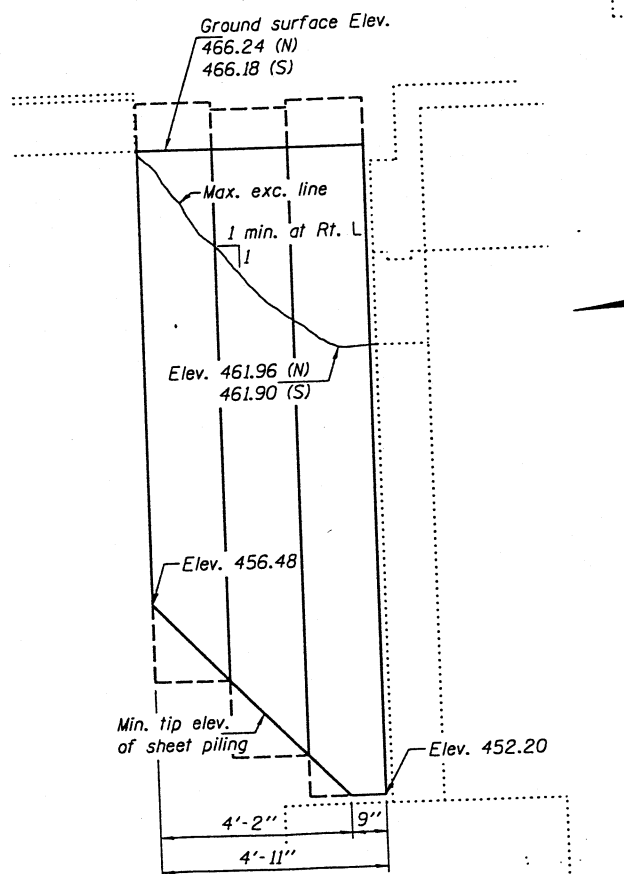 Ground surface Elev.
466.24 (N)
466.18 (S)
Max. exc. line
1 min. at Rt. L
1
Elev. 461.96 (N)
461.90 (S)
Elev. 456.48
Min. tip elev.
of sheet piling
Elev. 452.20
4'-2" 9"
4'-11"